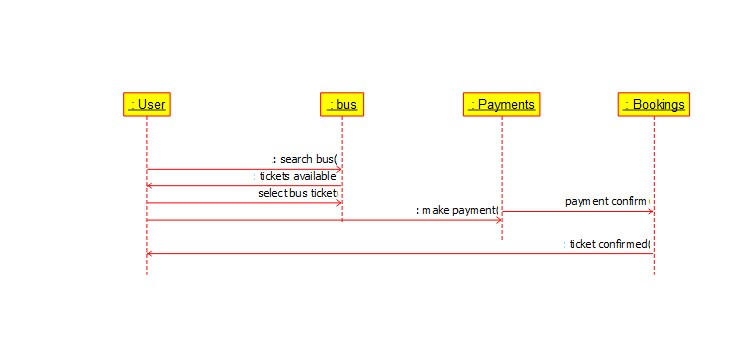 : User
: bus
: Payments
: Bookings
: search bus(
: tickets available
select bus ticket
payment confirm
: make payment(
: ticket confirmed(